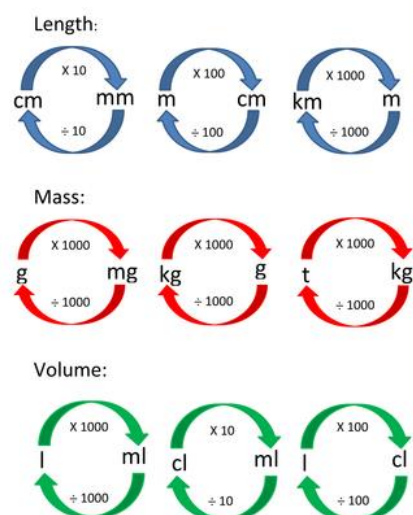 Length:
X 10 X 100 X 1000
cm mm m cm km m
÷ 10 ÷ 100 ÷ 1000
Mass:
X 1000 X 1000 X 1000
g mg kg g t kg
÷ 1000 ÷ 1000 ÷ 1000
Volume:
X 1000 X 10 X 100
l ml cl ml l cl
÷ 1000 ÷ 10 ÷ 100